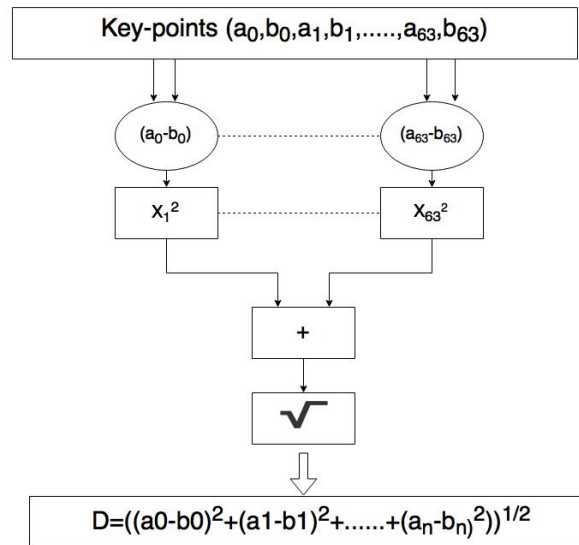 Key-points (a₀,b₀,a₁,b₁,.....,a₆₃,b₆₃)
(a₀-b₀) (a₆₃-b₆₃)
X₁² X₆₃²
+
√
D=((a0-b0)²+(a1-b1)²+......+(aₙ-bₙ₎²))¹/²